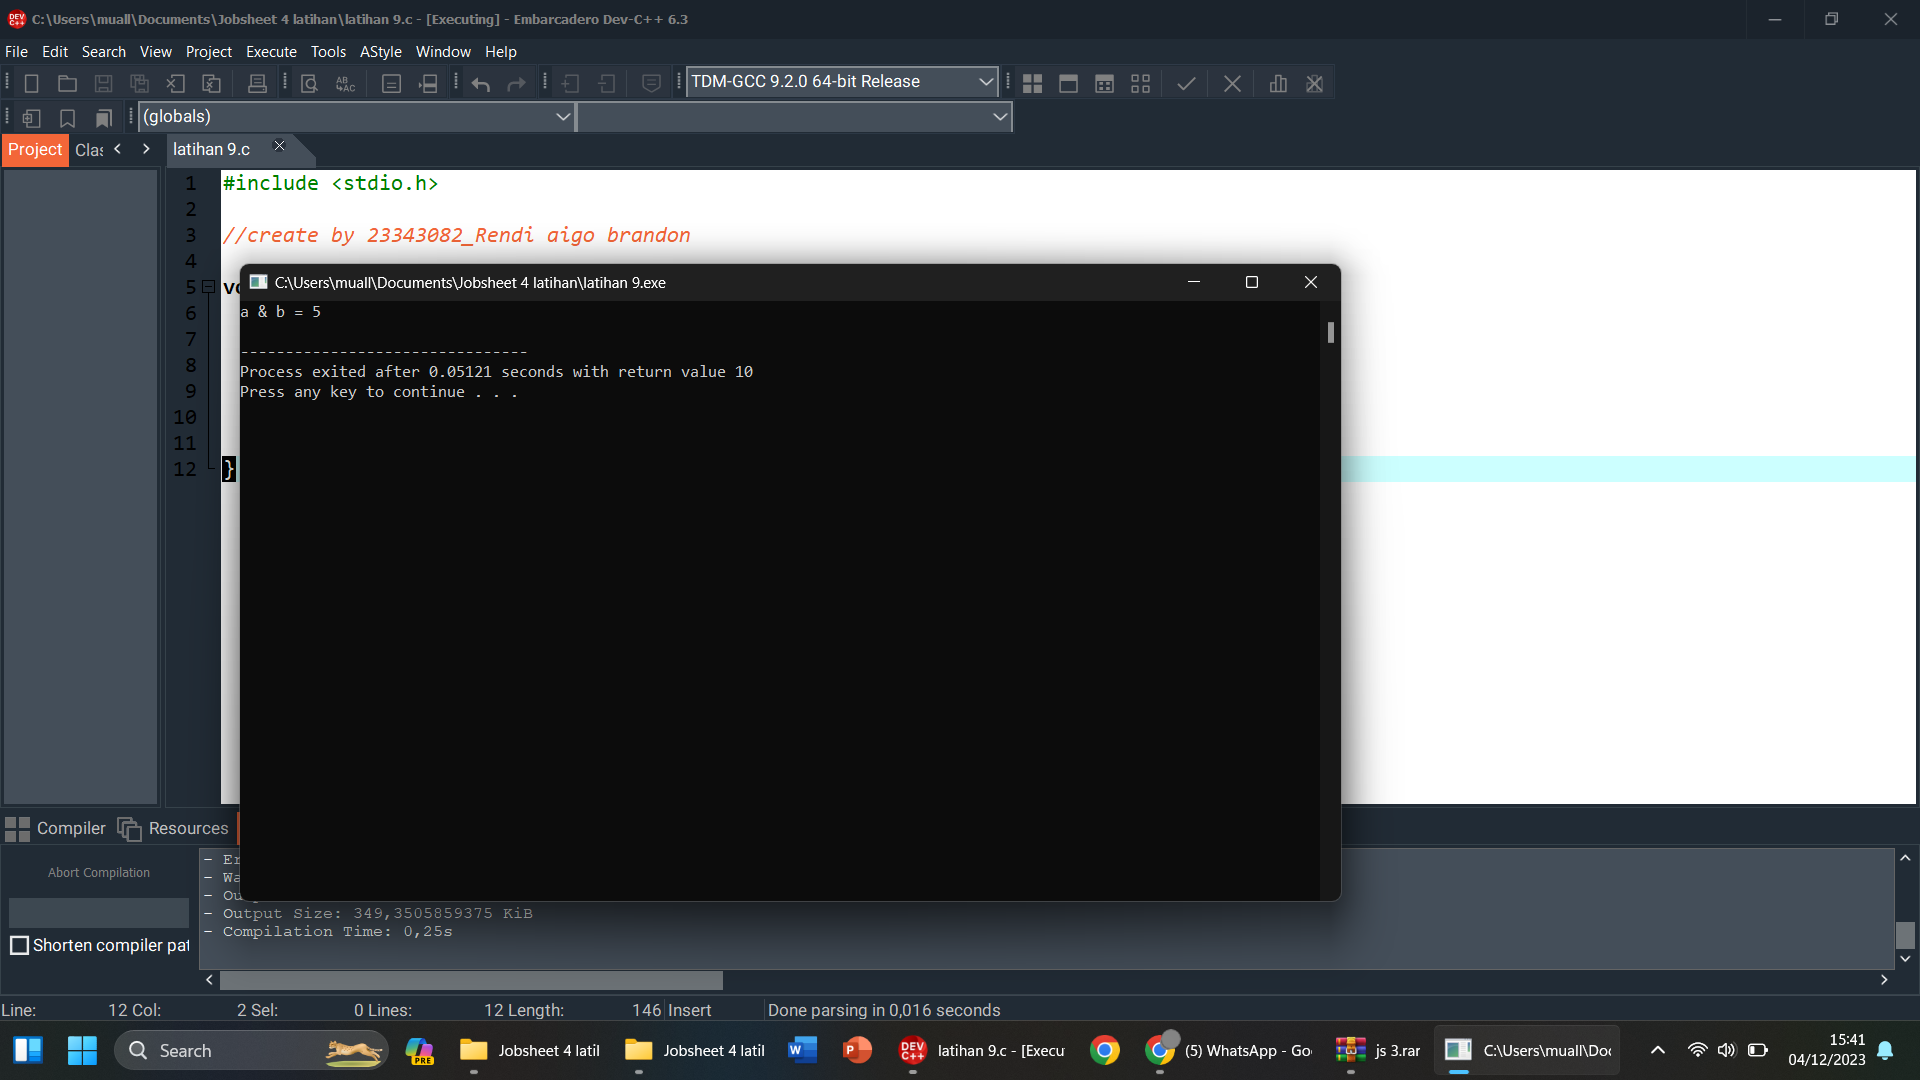 C:\Users\muall\Documents\Jobsheet 4 latihan\latihan 9.c - [Executing] - Embarcadero Dev-C++ 6.3
File Edit Search View Project Execute Tools AStyle Window Help
TDM-GCC 9.2.0 64-bit Release
(globals)
Project Clas latihan 9.c
1 #include <stdio.h>
2
3 //create by 23343082_Rendi aigo brandon
4
C:\Users\muall\Documents\Jobsheet 4 latihan\latihan 9.exe
5
6 a & b = 5
7
--------------------------------
8 Process exited after 0.05121 seconds with return value 10
9 Press any key to continue . . .
10
11
12 }
Compiler Resources
Abort Compilation
- Er
- Wa
- Ou
- Output Size: 349,3505859375 KiB
- Compilation Time: 0,25s
Shorten compiler pat
Line: 12 Col: 2 Sel: 0 Lines: 12 Length: 146 Insert Done parsing in 0,016 seconds
Search PRE Jobsheet 4 latil Jobsheet 4 latil W P DEV C++ latihan 9.c - [Execu (5) WhatsApp - Go js 3.rar C:\Users\muall\Doc 15:41
04/12/2023